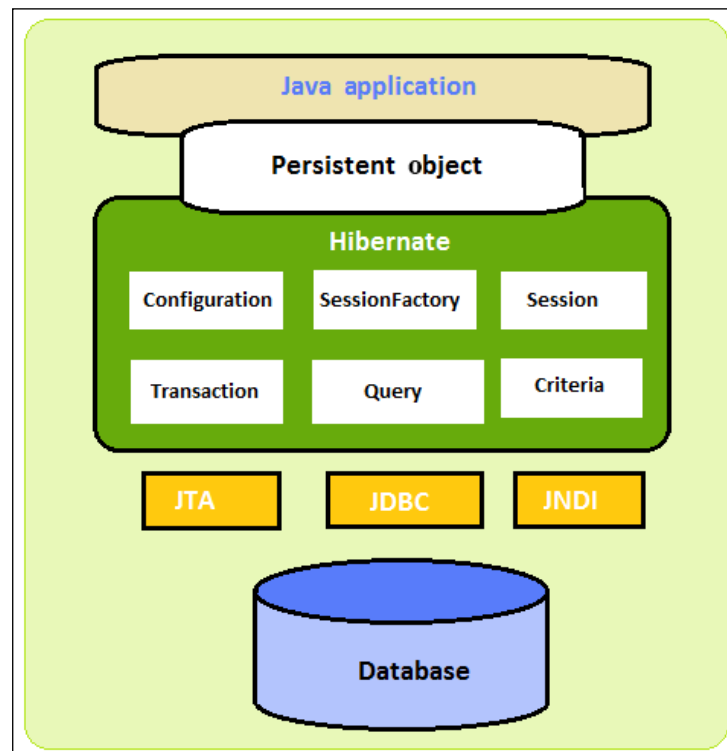 Java application
Persistent object
Hibernate
Configuration
SessionFactory
Session
Transaction
Query
Criteria
JTA
JDBC
JNDI
Database